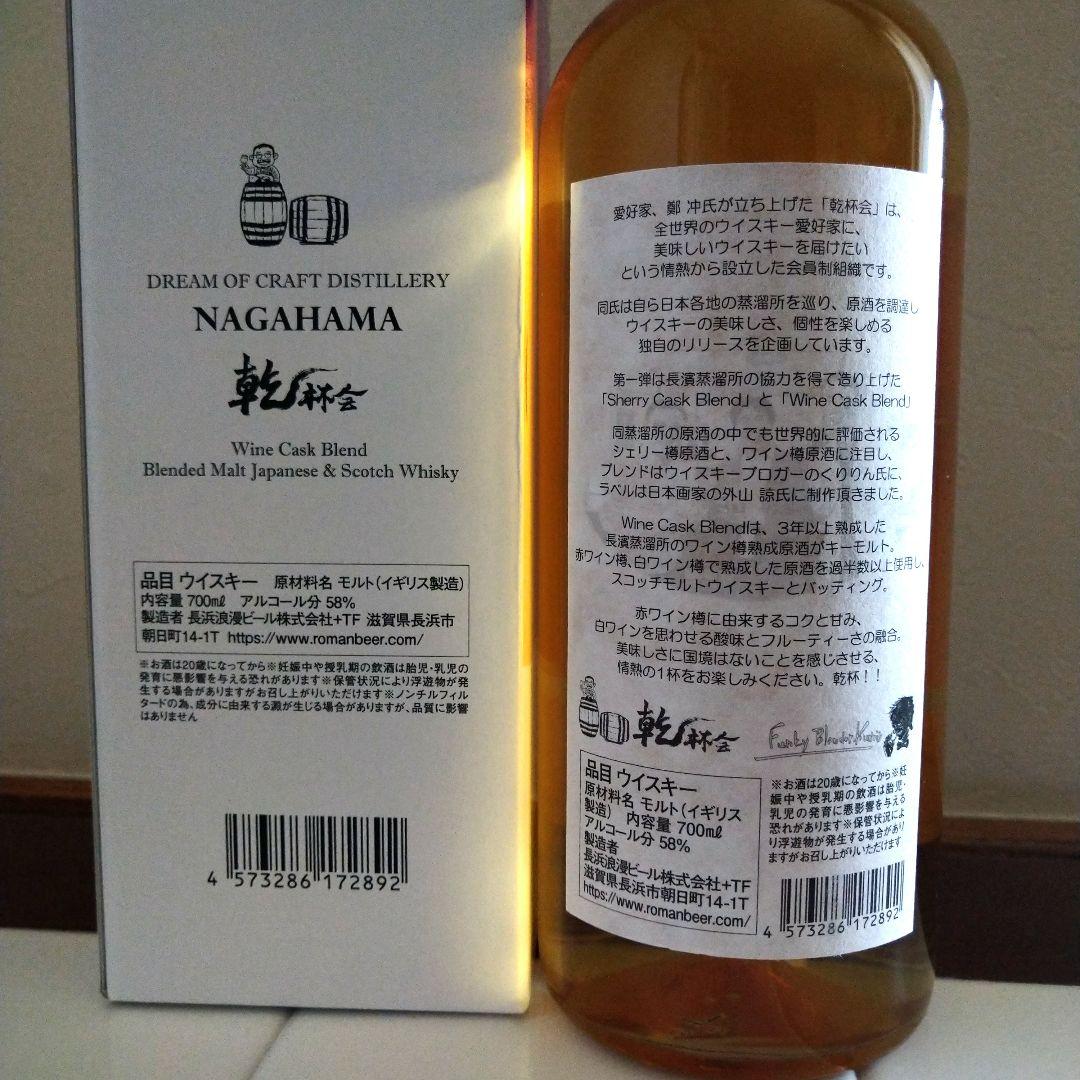 DREAM OF CRAFT DISTILLERY
NAGAHAMA
乾杯会
Wine Cask Blend
Blended Malt Japanese & Scotch Whisky
品目 ウイスキー 原材料名 モルト(イギリス製造)
内容量 700ml アルコール分 58%
製造者 長浜浪漫ビール株式会社+TF 滋賀県長浜市
朝日町14-1T https://www.romanbeer.com/
※お酒は20歳になってから※妊娠中や授乳期の飲酒は胎児・乳児の
発育に悪影響を与える恐れがあります※保管状況により浮遊物が発
生する場合がありますがお召し上がりいただけます※ノンチルフィル
タードの為、成分に由来する澱が生じる場合がありますが、品質に影響
はありません
4 573286 172892
愛好家、鄭 冲氏が立ち上げた「乾杯会」は、
全世界のウイスキー愛好家に、
美味しいウイスキーを届けたい
という情熱から設立した会員制組織です。
同氏は自ら日本各地の蒸溜所を巡り、原酒を調達し
ウイスキーの美味しさ、個性を楽しめる
独自のリリースを企画しています。
第一弾は長濱蒸溜所の協力を得て造り上げた
「Sherry Cask Blend」と「Wine Cask Blend」
同蒸溜所の原酒の中でも世界的に評価される
シェリー樽原酒と、ワイン樽原酒に注目し、
ブレンドはウイスキーブロガーのくりりん氏に、
ラベルは日本画家の外山 諒氏に制作頂きました。
Wine Cask Blendは、3年以上熟成した
長濱蒸溜所のワイン樽熟成原酒がキーモルト。
赤ワイン樽、白ワイン樽で熟成した原酒を過半数以上使用し、
スコッチモルトウイスキーとバッティング。
赤ワイン樽に由来するコクと甘み、
白ワインを思わせる酸味とフルーティーさの融合。
美味しさに国境はないことを感じさせる、
情熱の1杯をお楽しみください。乾杯!!
乾杯会
Funky Blender
品目 ウイスキー
原材料名 モルト(イギリス
製造) 内容量 700ml
アルコール分 58%
製造者
長浜浪漫ビール株式会社+TF
滋賀県長浜市朝日町14-1T
https://www.romanbeer.com/
※お酒は20歳になってから※妊
娠中や授乳期の飲酒は胎児・
乳児の発育に悪影響を与える
恐れがあります※保管状況によ
り浮遊物が発生する場合があり
ますがお召し上がりいただけます
4 573286 172892